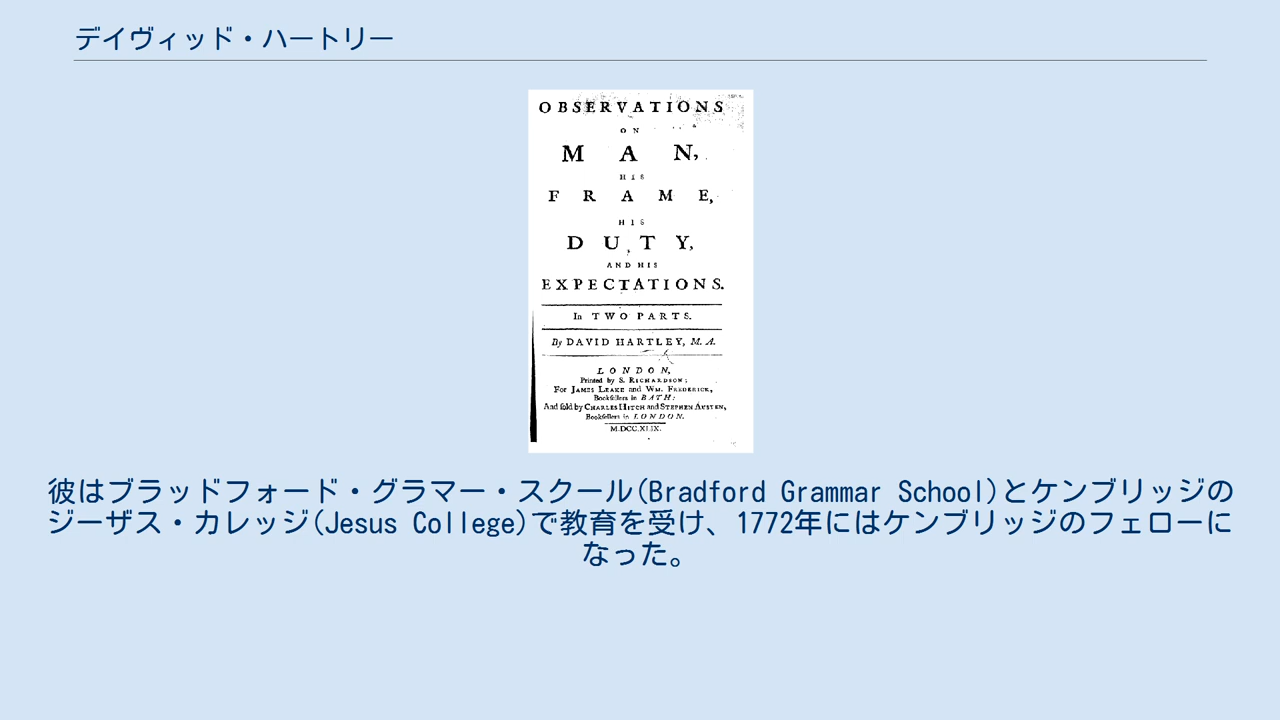 デイヴィッド・ハートリー
OBSERVATIONS
ON
MAN,
HIS
FRAME,
HIS
DUTY,
AND HIS
EXPECTATIONS.
In TWO PARTS.
By DAVID HARTLEY, M. A.
LONDON,
Printed by S. RICHARDSON;
For JAMES LEAKE and WM. FREDERICK,
Bookſellers in BATH:
And ſold by CHARLES HITCH and STEPHEN AUSTEN,
Bookſellers in LONDON.
M.DCC.XLIX.
彼はブラッドフォード・グラマー・スクール(Bradford Grammar School)とケンブリッジの
ジーザス・カレッジ(Jesus College)で教育を受け、1772年にはケンブリッジのフェローに
なった。